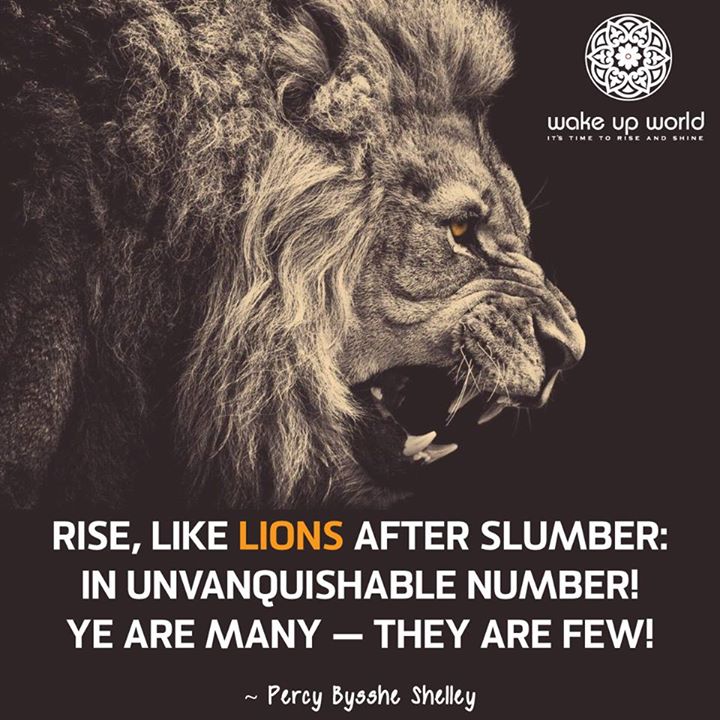 wake up world
IT'S TIME TO RISE AND SHINE
RISE, LIKE LIONS AFTER SLUMBER:
IN UNVANQUISHABLE NUMBER!
YE ARE MANY — THEY ARE FEW!
~ Percy Bysshe Shelley